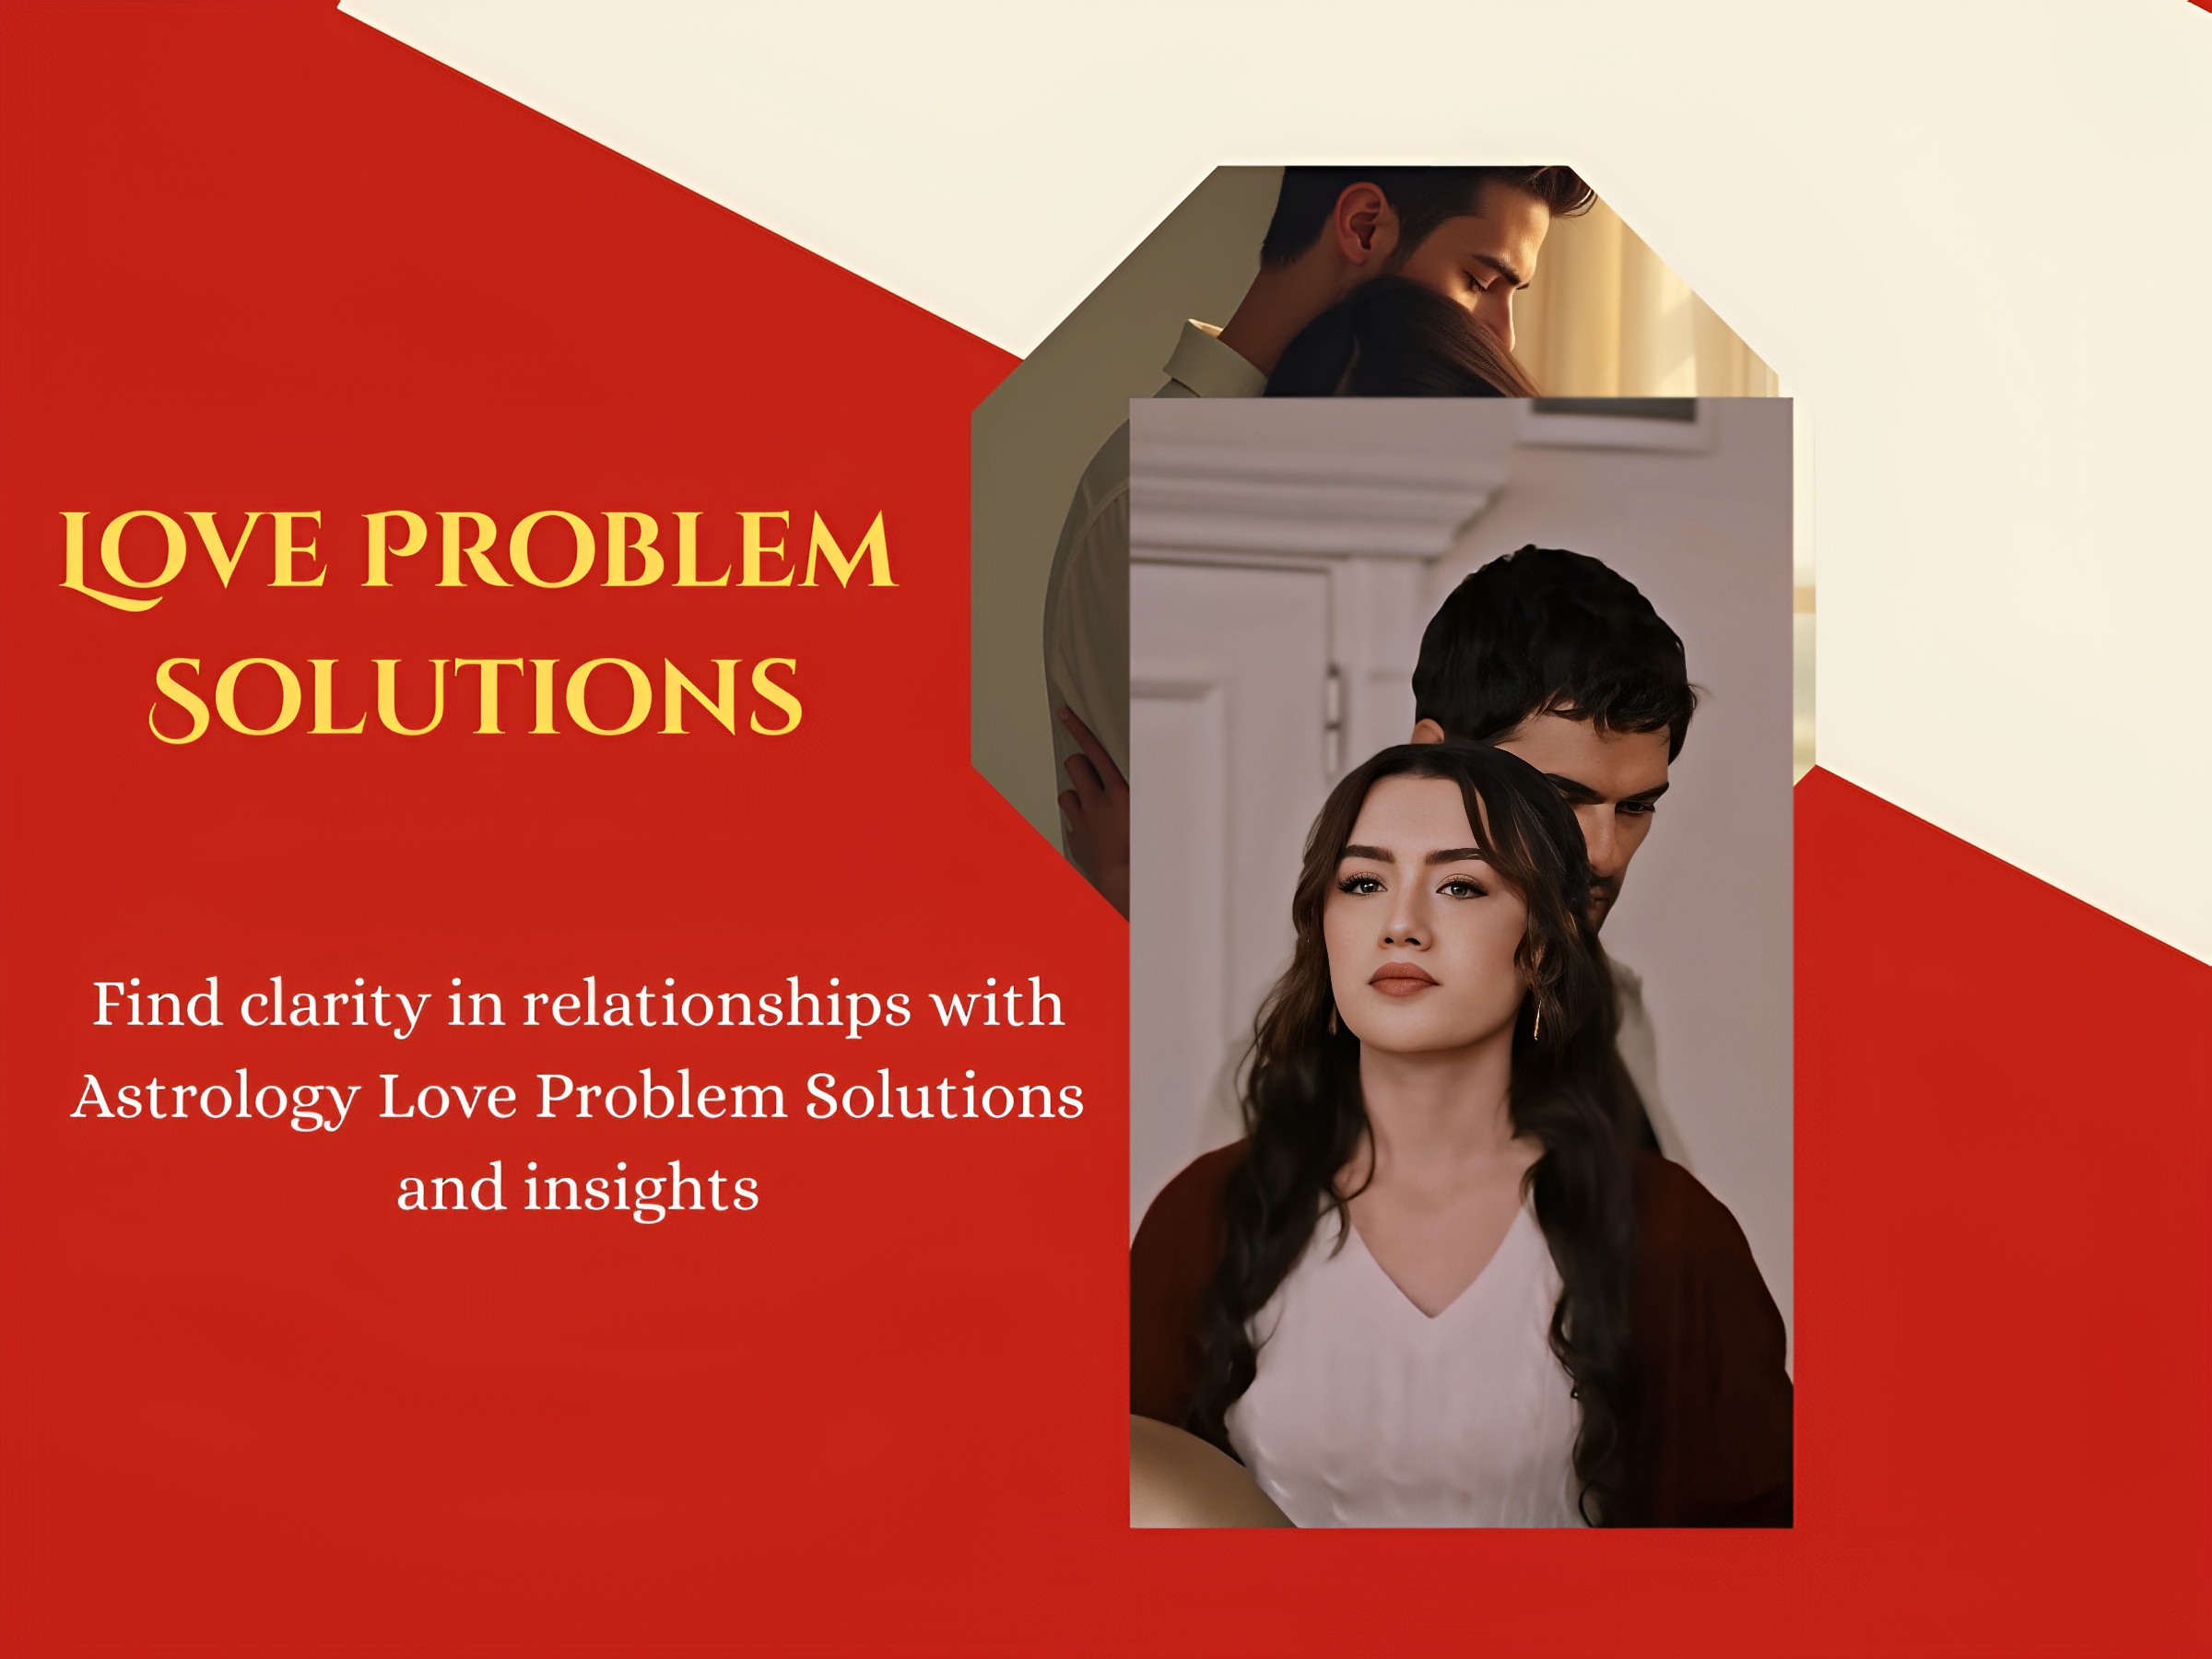 Love Problem
Solutions
Find clarity in relationships with
Astrology Love Problem Solutions
and insights